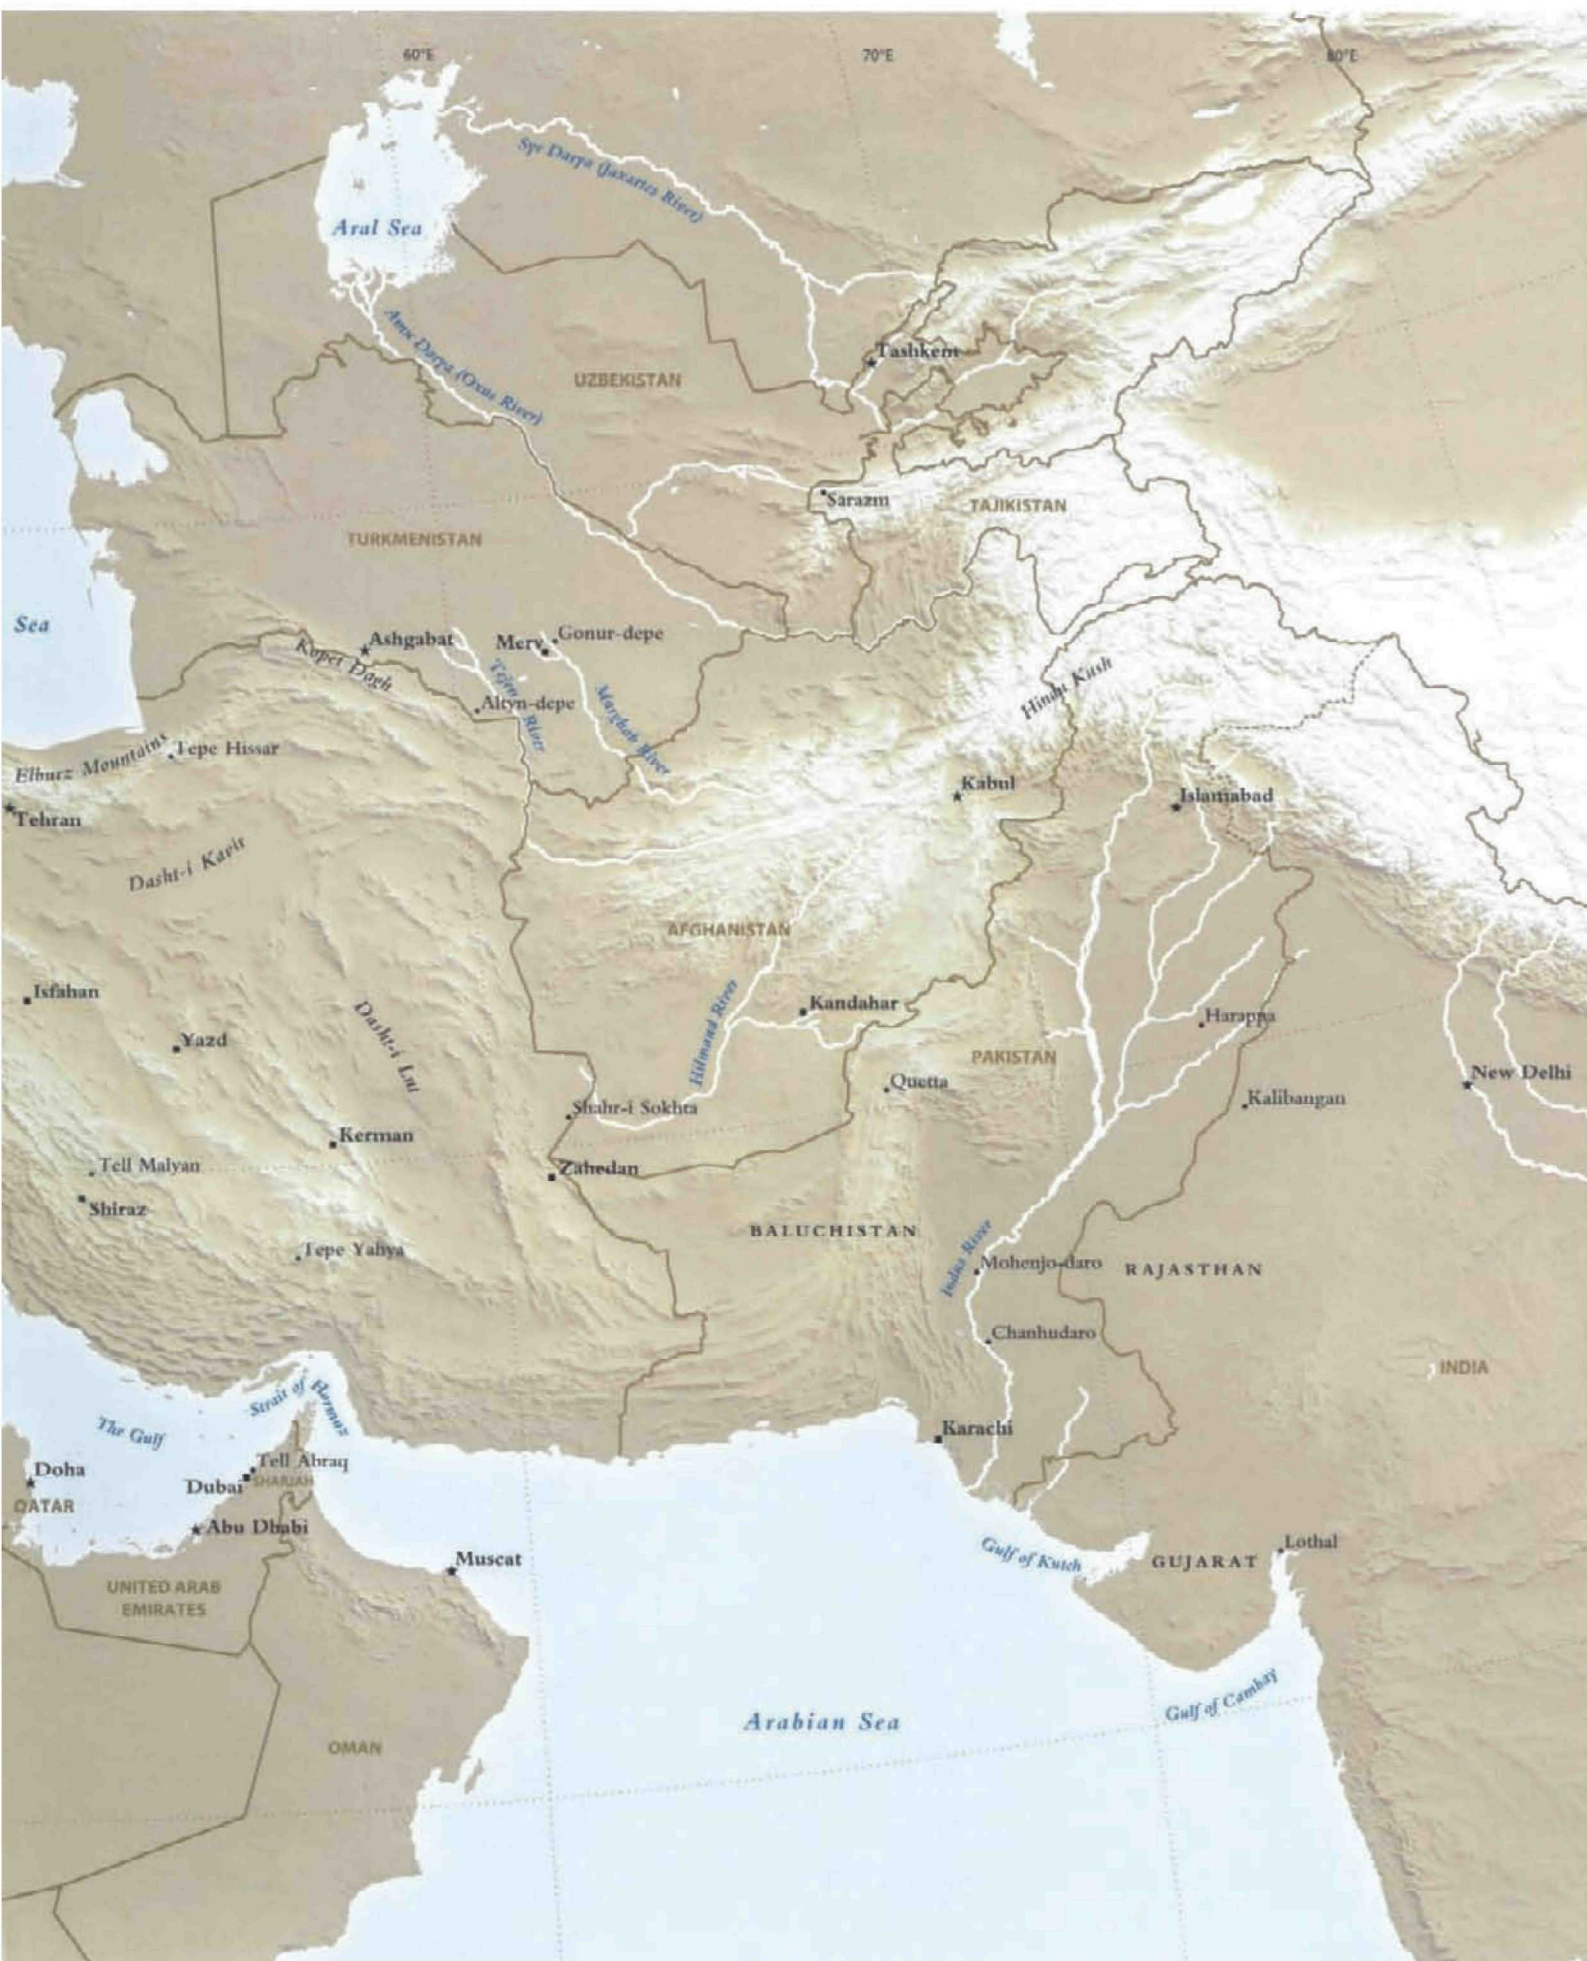 60°E
70°E
80°E
Syr Darya (Jaxartes River)
Aral Sea
Amu Darya (Oxus River)
Tashkent
UZBEKISTAN
Sarazm
TAJIKISTAN
TURKMENISTAN
Sea
Ashgabat
Merv
Gonur-depe
Kopet Dagh
Tejen River
Altyn-depe
Marghab River
Hindu Kush
Elburz Mountains
Tepe Hissar
Kabul
Islamabad
Tehran
Dasht-i Kavir
AFGHANISTAN
Isfahan
Dasht-i Lut
Hilmand River
Kandahar
Harappa
Yazd
PAKISTAN
Quetta
New Delhi
Shahr-i Sokhta
Kalibangan
Kerman
Tell Malyan
Zahedan
Shiraz
BALUCHISTAN
Tepe Yahya
Indus River
Mohenjo-daro
RAJASTHAN
Chanhudaro
INDIA
Strait of Hormuz
The Gulf
Karachi
Doha
Tell Abraq
Dubai
SHARJAH
QATAR
Abu Dhabi
Muscat
Gulf of Kutch
GUJARAT
Lothal
UNITED ARAB
EMIRATES
Gulf of Cambay
Arabian Sea
OMAN